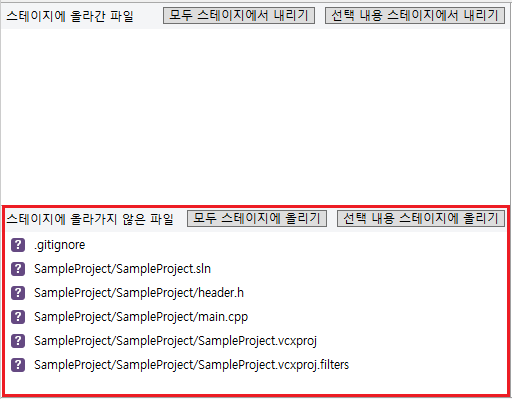 스테이지에 올라간 파일 모두 스테이지에서 내리기 선택 내용 스테이지에서 내리기
스테이지에 올라가지 않은 파일 모두 스테이지에 올리기 선택 내용 스테이지에 올리기
? .gitignore
? SampleProject/SampleProject.sln
? SampleProject/SampleProject/header.h
? SampleProject/SampleProject/main.cpp
? SampleProject/SampleProject/SampleProject.vcxproj
? SampleProject/SampleProject/SampleProject.vcxproj.filters